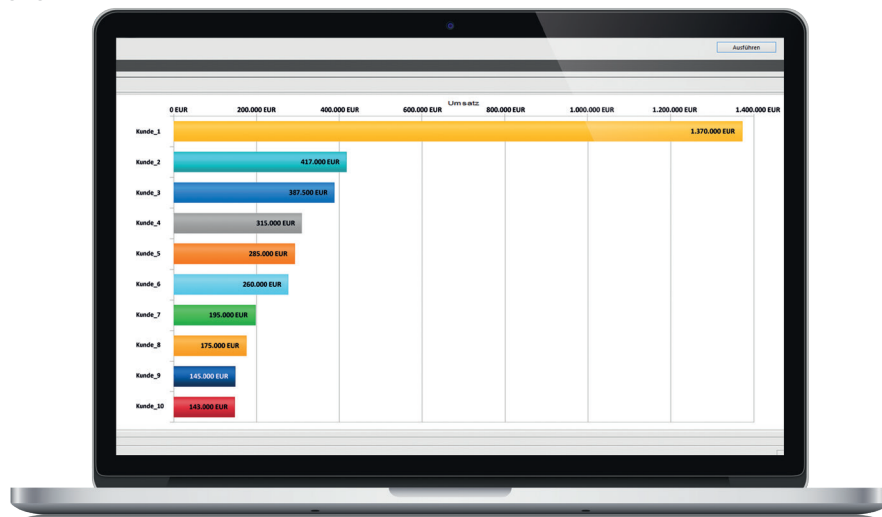 Ausführen
Umsatz
0 EUR 200.000 EUR 400.000 EUR 600.000 EUR 800.000 EUR 1.000.000 EUR 1.200.000 EUR 1.400.000 EUR
Kunde_1 1.370.000 EUR
Kunde_2 417.000 EUR
Kunde_3 387.500 EUR
Kunde_4 315.000 EUR
Kunde_5 285.000 EUR
Kunde_6 260.000 EUR
Kunde_7 195.000 EUR
Kunde_8 175.000 EUR
Kunde_9 145.000 EUR
Kunde_10 143.000 EUR